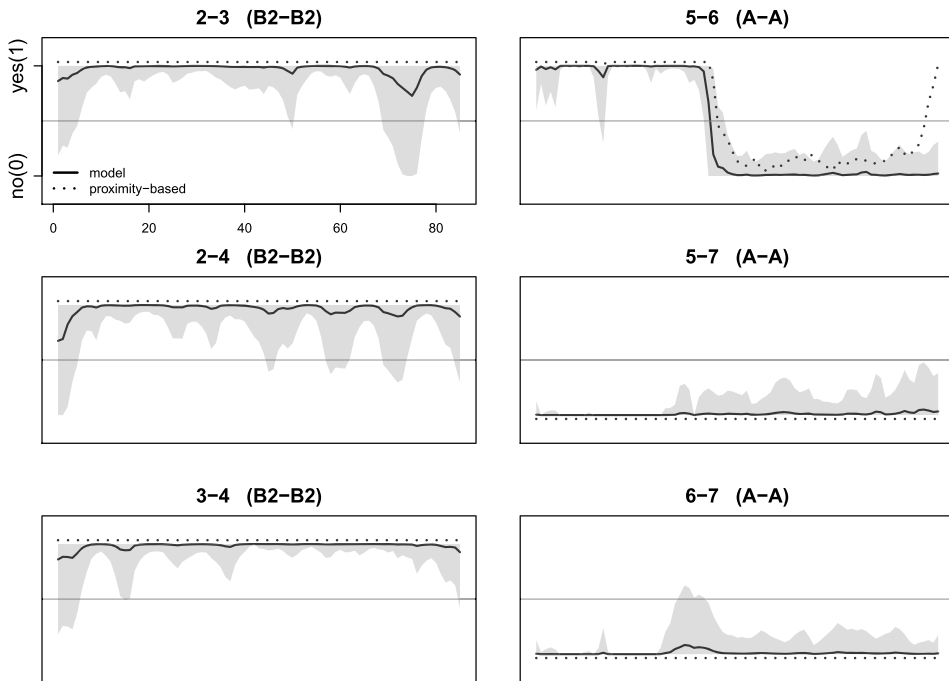 2−3 (B2−B2)
5−6 (A−A)
yes(1)
no(0)
model
proximity−based
0 20 40 60 80
2−4 (B2−B2)
5−7 (A−A)
3−4 (B2−B2)
6−7 (A−A)